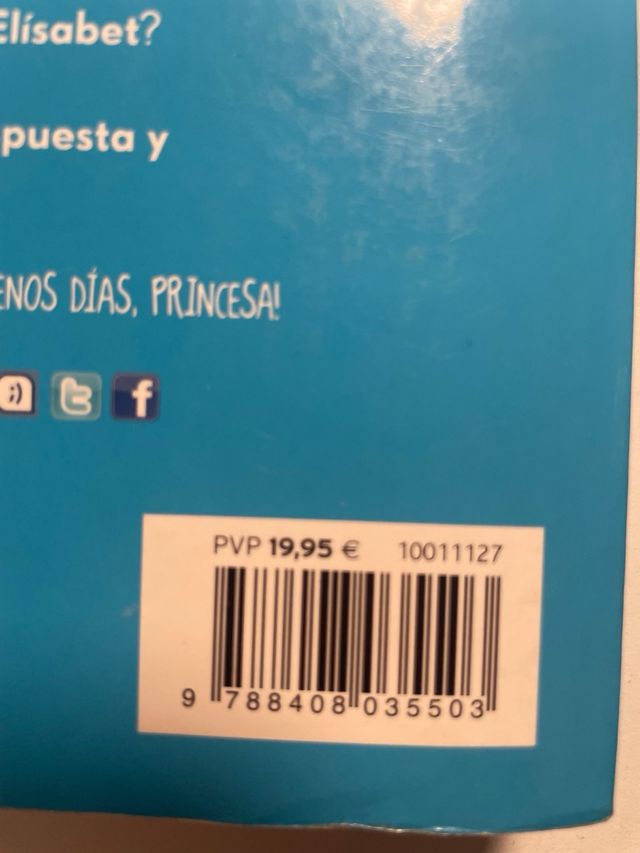 Elísabet?
puesta y
ENOS DÍAS, PRINCESA!
;)
t
f
PVP 19,95 € 10011127
9 788408 035503